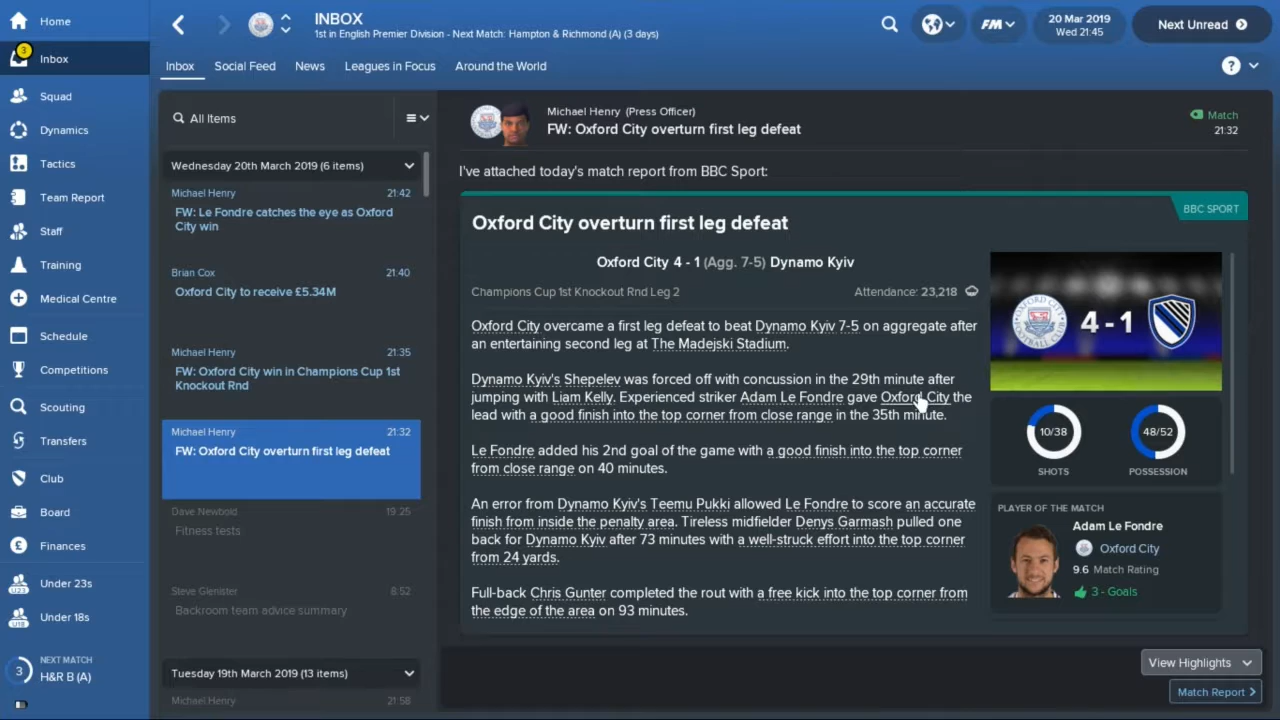 Home
3
Inbox
Squad
Dynamics
Tactics
Team Report
Staff
Training
Medical Centre
Schedule
Competitions
Scouting
Transfers
Club
Board
Finances
Under 23s
Under 18s
3
NEXT MATCH
H&R B (A)
INBOX
1st in English Premier Division - Next Match: Hampton & Richmond (A) (3 days)
FM
20 Mar 2019
Wed 21:45
Next Unread
Inbox Social Feed News Leagues in Focus Around the World
?
All Items
Wednesday 20th March 2019 (6 items)
Michael Henry 21:42
FW: Le Fondre catches the eye as Oxford
City win
Brian Cox 21:40
Oxford City to receive £5.34M
Michael Henry 21:35
FW: Oxford City win in Champions Cup 1st
Knockout Rnd
Michael Henry 21:32
FW: Oxford City overturn first leg defeat
Dave Newbold 19:25
Fitness tests
Steve Glenister 8:52
Backroom team advice summary
Tuesday 19th March 2019 (13 items)
Michael Henry 21:58
Michael Henry (Press Officer)
FW: Oxford City overturn first leg defeat
Match
21:32
I've attached today's match report from BBC Sport:
BBC SPORT
Oxford City overturn first leg defeat
Oxford City 4 - 1 (Agg. 7-5) Dynamo Kyiv
Champions Cup 1st Knockout Rnd Leg 2 Attendance: 23,218
Oxford City overcame a first leg defeat to beat Dynamo Kyiv 7-5 on aggregate after
an entertaining second leg at The Madejski Stadium.
Dynamo Kyiv's Shepelev was forced off with concussion in the 29th minute after
jumping with Liam Kelly. Experienced striker Adam Le Fondre gave Oxford City the
lead with a good finish into the top corner from close range in the 35th minute.
Le Fondre added his 2nd goal of the game with a good finish into the top corner
from close range on 40 minutes.
An error from Dynamo Kyiv's Teemu Pukki allowed Le Fondre to score an accurate
finish from inside the penalty area. Tireless midfielder Denys Garmash pulled one
back for Dynamo Kyiv after 73 minutes with a well-struck effort into the top corner
from 24 yards.
Full-back Chris Gunter completed the rout with a free kick into the top corner from
the edge of the area on 93 minutes.
4 - 1
10/38 48/52
SHOTS POSSESSION
PLAYER OF THE MATCH
Adam Le Fondre
Oxford City
9.6 Match Rating
3 - Goals
View Highlights
Match Report